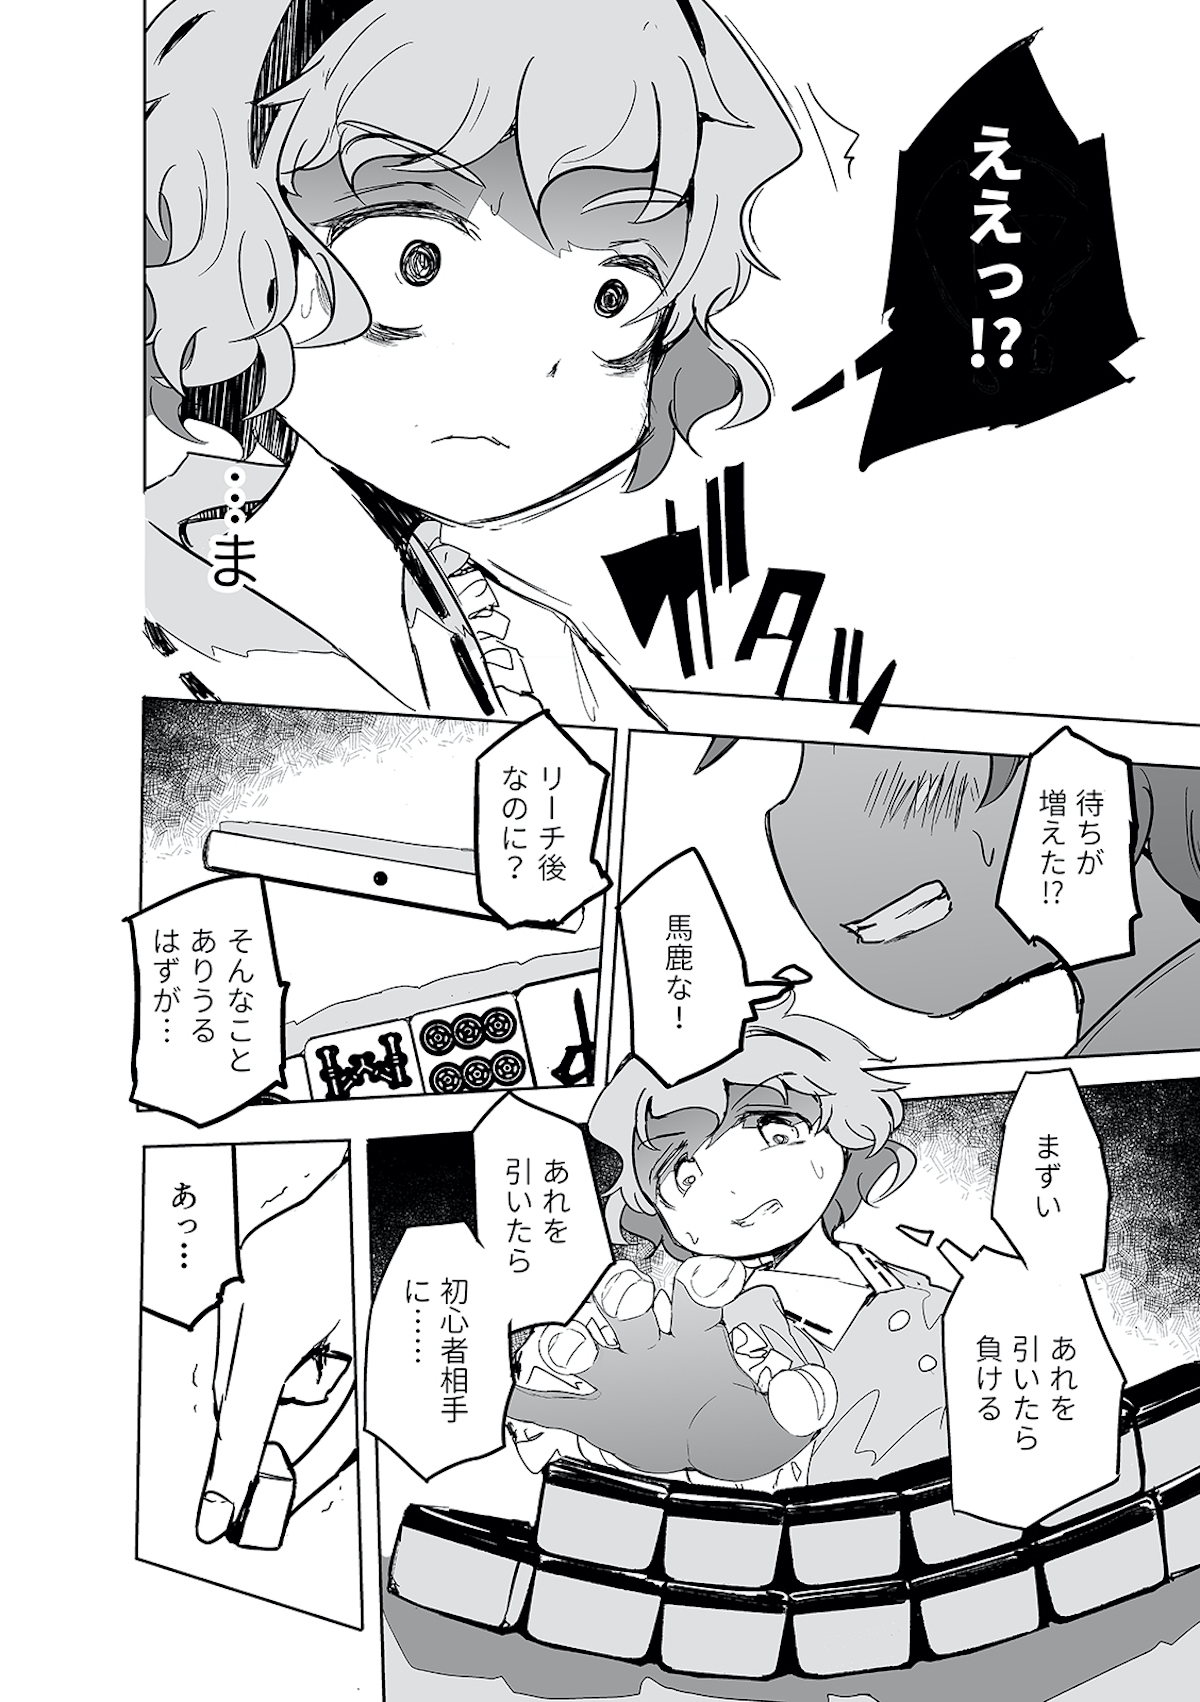 ええっ!?
ガタッ
…ま
待ちが
増えた!?
馬鹿な！
リーチ後
なのに？
そんなこと
ありうる
はずが…
まずい
あれを
引いたら
負ける
あれを
引いたら
初心者相手
に……
あっ…